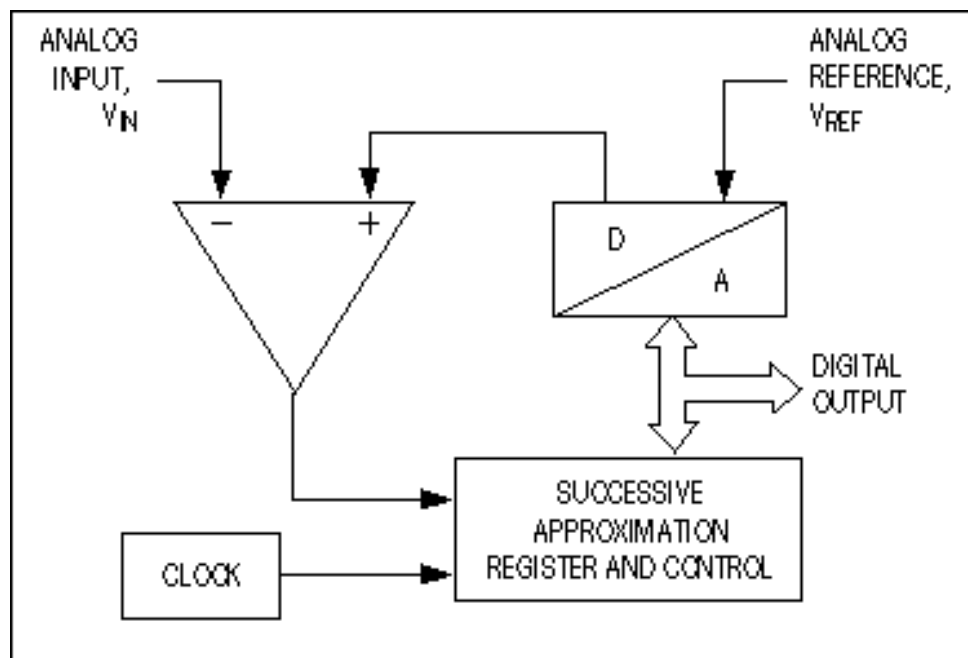 ANALOG
INPUT,
VIN
ANALOG
REFERENCE,
VREF
−
+
D
A
DIGITAL
OUTPUT
SUCCESSIVE
APPROXIMATION
REGISTER AND CONTROL
CLOCK